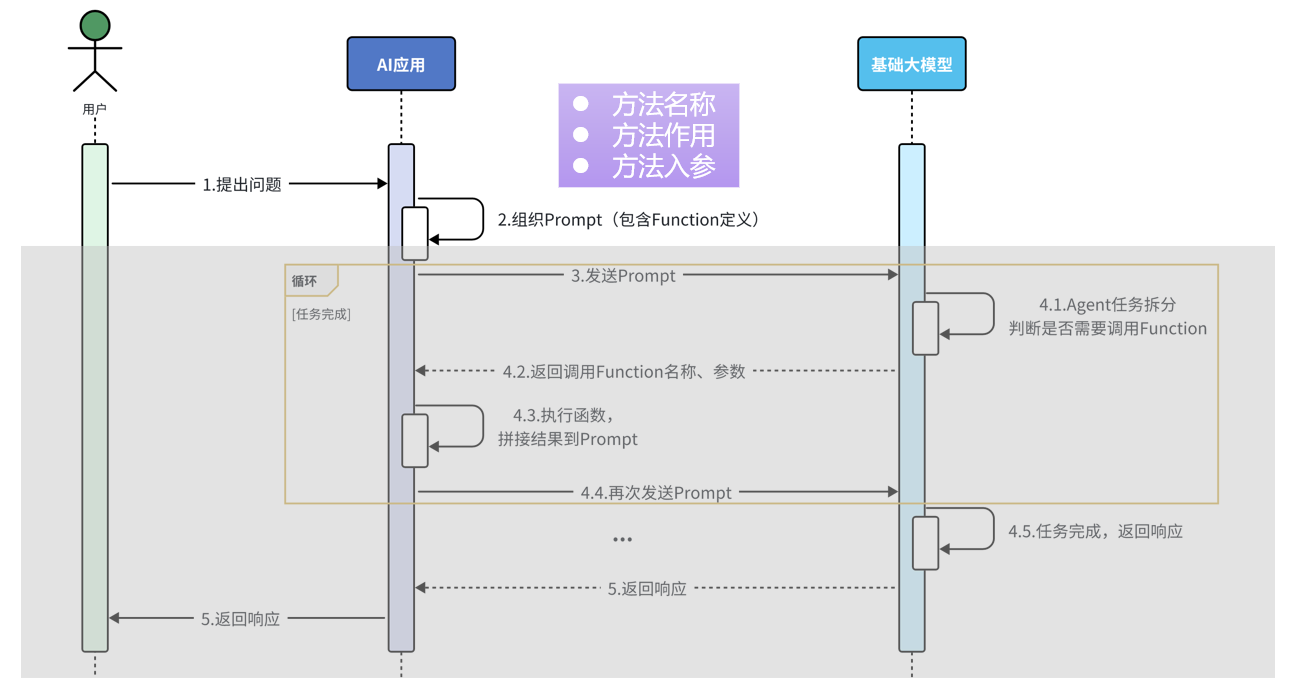 用户
AI应用
基础大模型
● 方法名称
● 方法作用
● 方法入参
1.提出问题
2.组织Prompt（包含Function定义）
循环
[任务完成]
3.发送Prompt
4.1.Agent任务拆分
判断是否需要调用Function
4.2.返回调用Function名称、参数
4.3.执行函数，
拼接结果到Prompt
4.4.再次发送Prompt
4.5.任务完成，返回响应
...
5.返回响应
5.返回响应